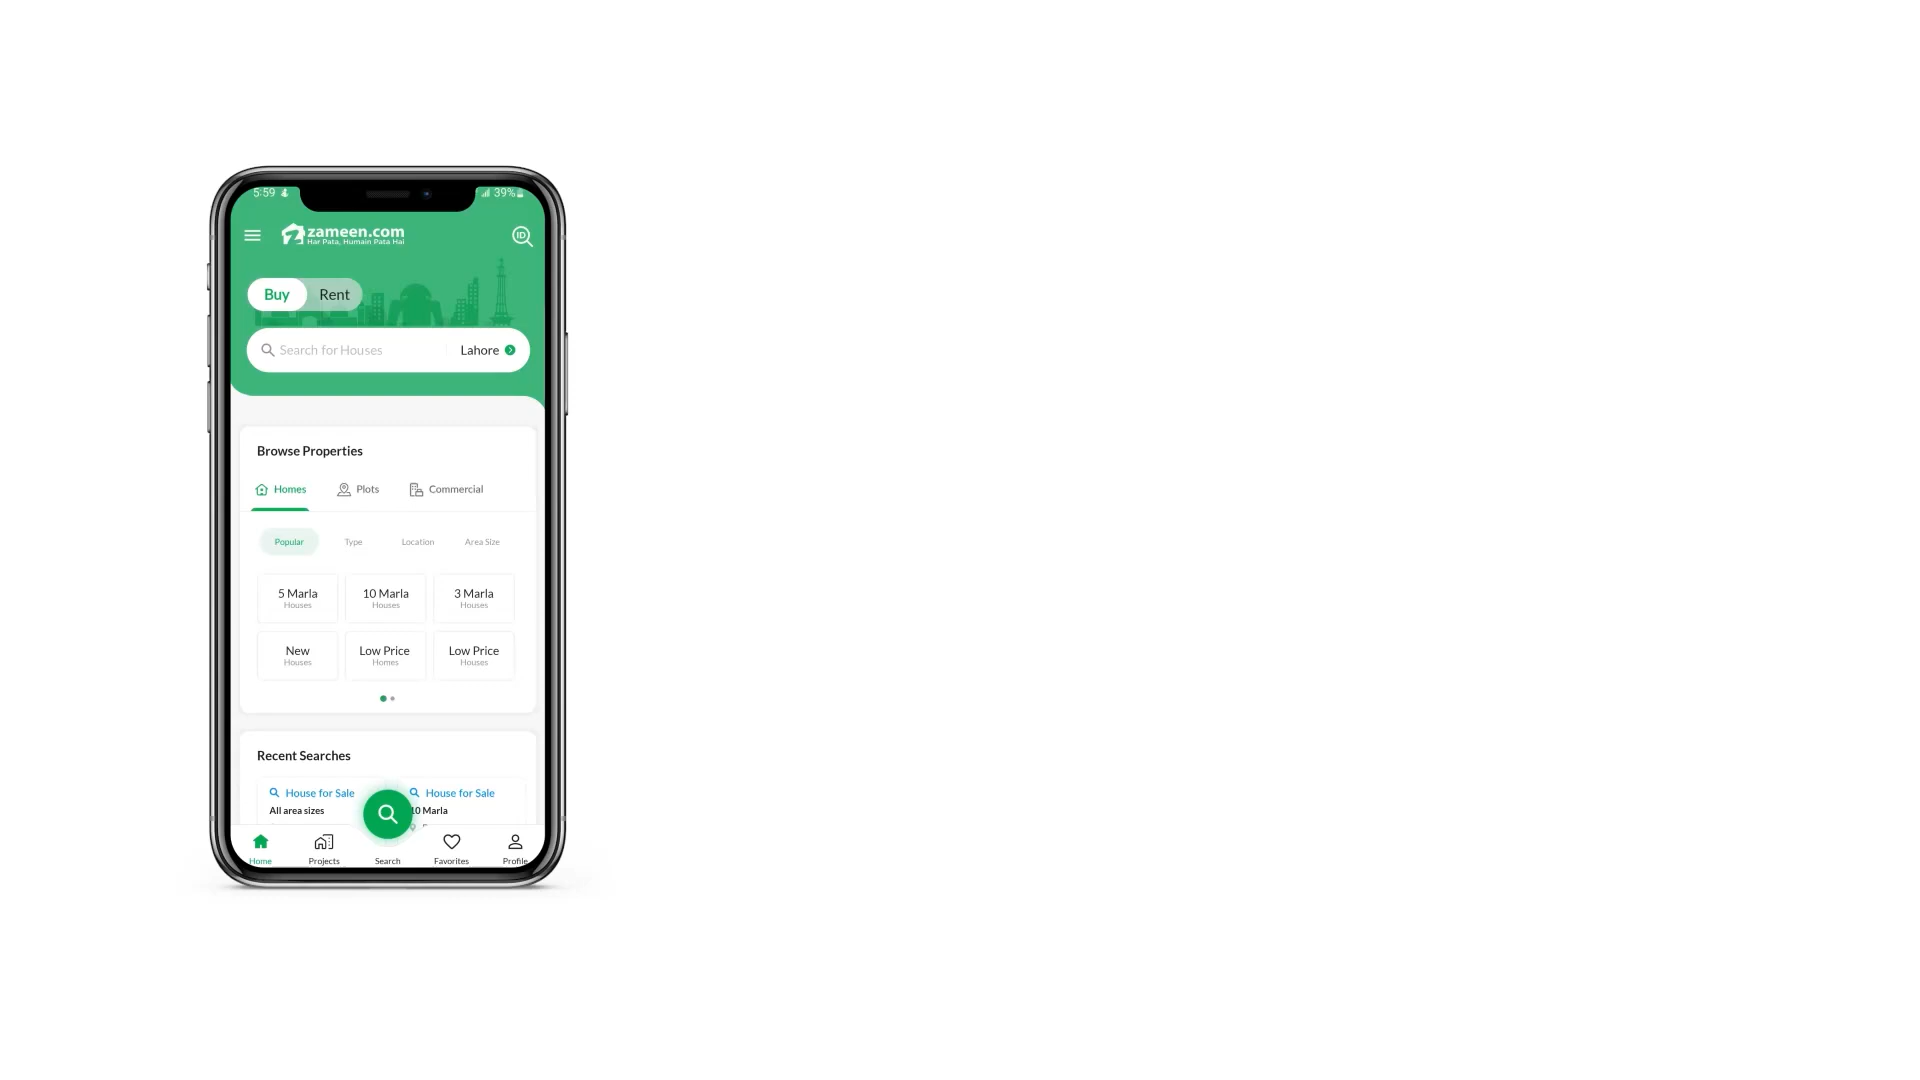 5:59
39%
zameen.com
Har Pata, Humain Pata Hai
ID
Buy Rent
Search for Houses Lahore
Browse Properties
Homes Plots Commercial
Popular Type Location Area Size
5 Marla 10 Marla 3 Marla
Houses Houses Houses
New Low Price Low Price
Houses Homes Houses
Recent Searches
House for Sale House for Sale
All area sizes 10 Marla
Home Projects Search Favorites Profile